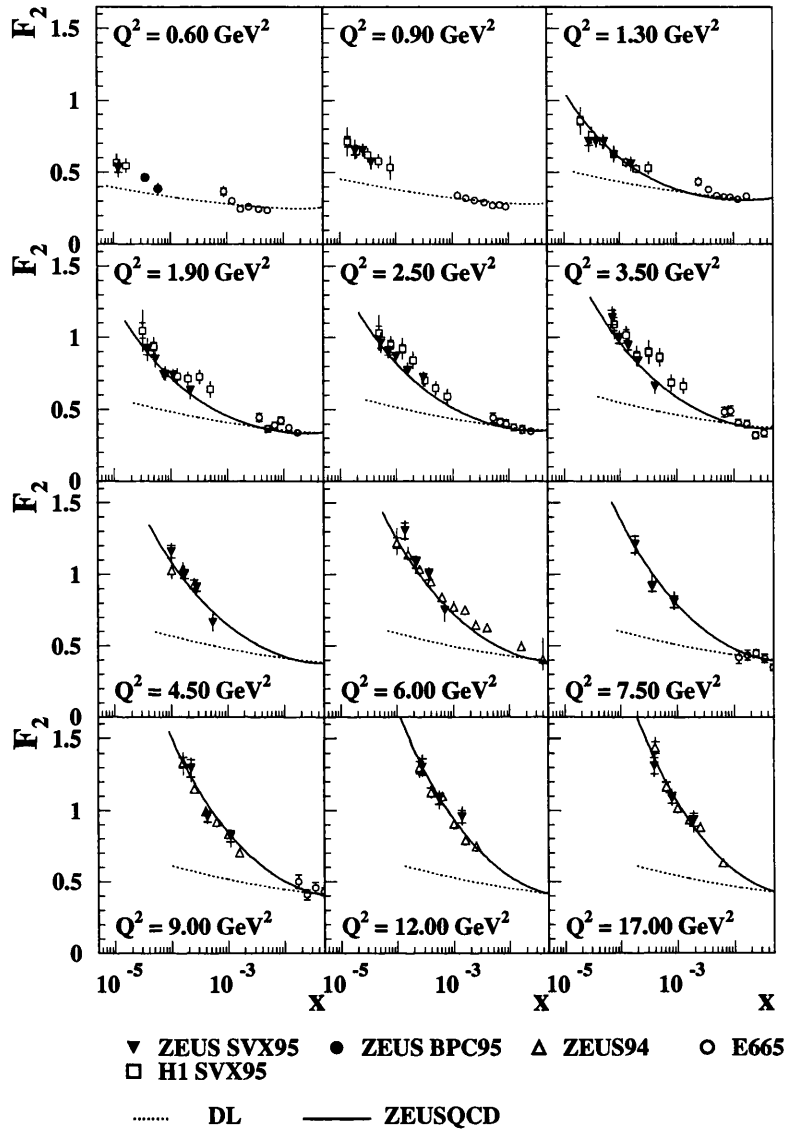 F₂
Q² = 0.60 GeV²
Q² = 0.90 GeV²
Q² = 1.30 GeV²
1.5
1
0.5
0
F₂
Q² = 1.90 GeV²
Q² = 2.50 GeV²
Q² = 3.50 GeV²
1.5
1
0.5
0
F₂
1.5
1
0.5
Q² = 4.50 GeV²
Q² = 6.00 GeV²
Q² = 7.50 GeV²
0
F₂
1.5
1
0.5
Q² = 9.00 GeV²
Q² = 12.00 GeV²
Q² = 17.00 GeV²
0
10⁻⁵ 10⁻³ 10⁻⁵ 10⁻³ 10⁻⁵ 10⁻³
X X X
ZEUS SVX95 ZEUS BPC95 ZEUS94 E665
H1 SVX95
DL ZEUSQCD